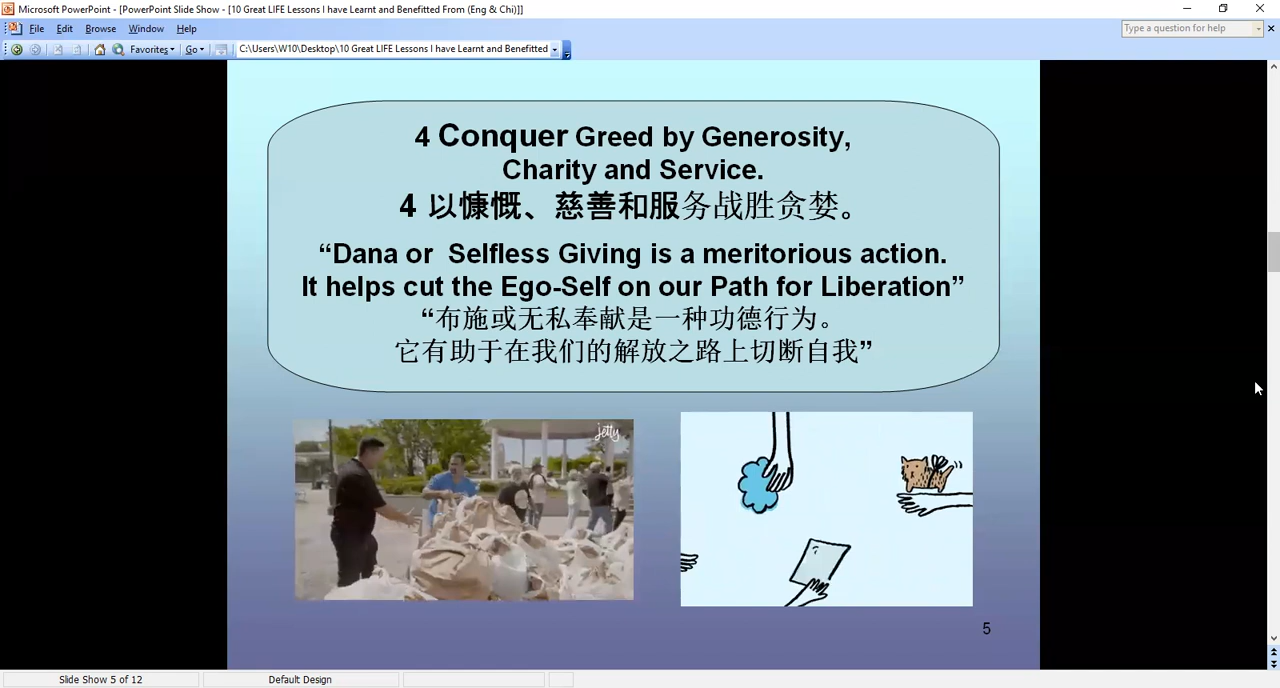 Microsoft PowerPoint - [PowerPoint Slide Show - [10 Great LIFE Lessons I have Learnt and Benefitted From (Eng & Chi)]]
File Edit Browse Window Help
Type a question for help
Favorites Go C:\Users\W10\Desktop\10 Great LIFE Lessons I have Learnt and Benefitted
4 Conquer Greed by Generosity,
Charity and Service.
4 以慷慨、慈善和服务战胜贪婪。
“Dana or Selfless Giving is a meritorious action.
It helps cut the Ego-Self on our Path for Liberation”
“布施或无私奉献是一种功德行为。
它有助于在我们的解放之路上切断自我”
jetty
5
Slide Show 5 of 12
Default Design